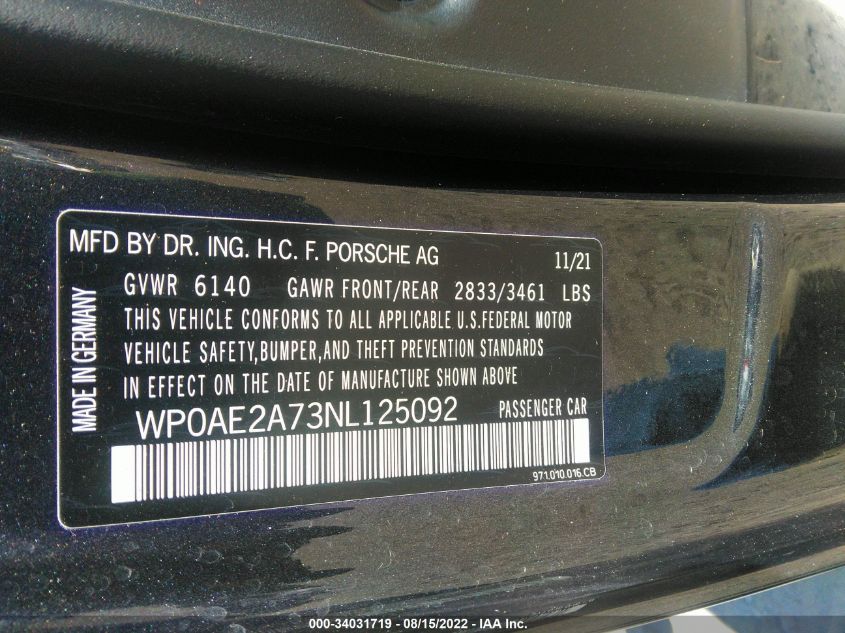 MFD BY DR. ING. H.C. F. PORSCHE AG 11/21
GVWR 6140 GAWR FRONT/REAR 2833/3461 LBS
THIS VEHICLE CONFORMS TO ALL APPLICABLE U.S.FEDERAL MOTOR
VEHICLE SAFETY,BUMPER,AND THEFT PREVENTION STANDARDS
IN EFFECT ON THE DATE OF MANUFACTURE SHOWN ABOVE
WP0AE2A73NL125092 PASSENGER CAR
971.010.016.CB
MADE IN GERMANY
000-34031719 - 08/15/2022 - IAA Inc.